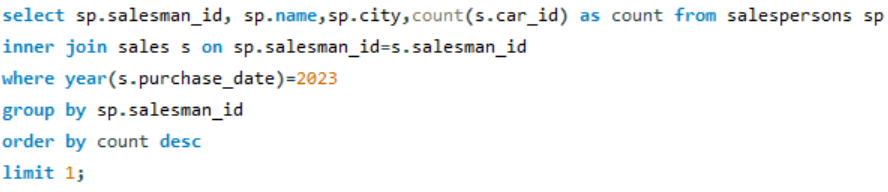 select sp.salesman_id, sp.name,sp.city,count(s.car_id) as count from salespersons sp
inner join sales s on sp.salesman_id=s.salesman_id
where year(s.purchase_date)=2023
group by sp.salesman_id
order by count desc
limit 1;